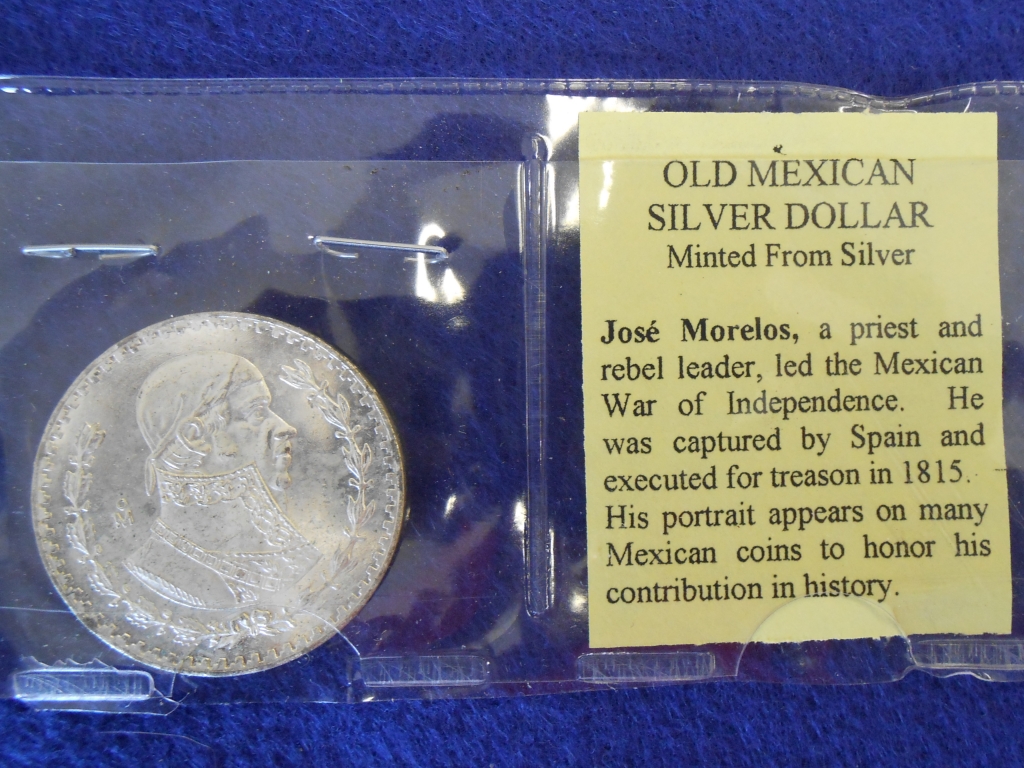 OLD MEXICAN
SILVER DOLLAR
Minted From Silver
José Morelos, a priest and
rebel leader, led the Mexican
War of Independence. He
was captured by Spain and
executed for treason in 1815.
His portrait appears on many
Mexican coins to honor his
contribution in history.